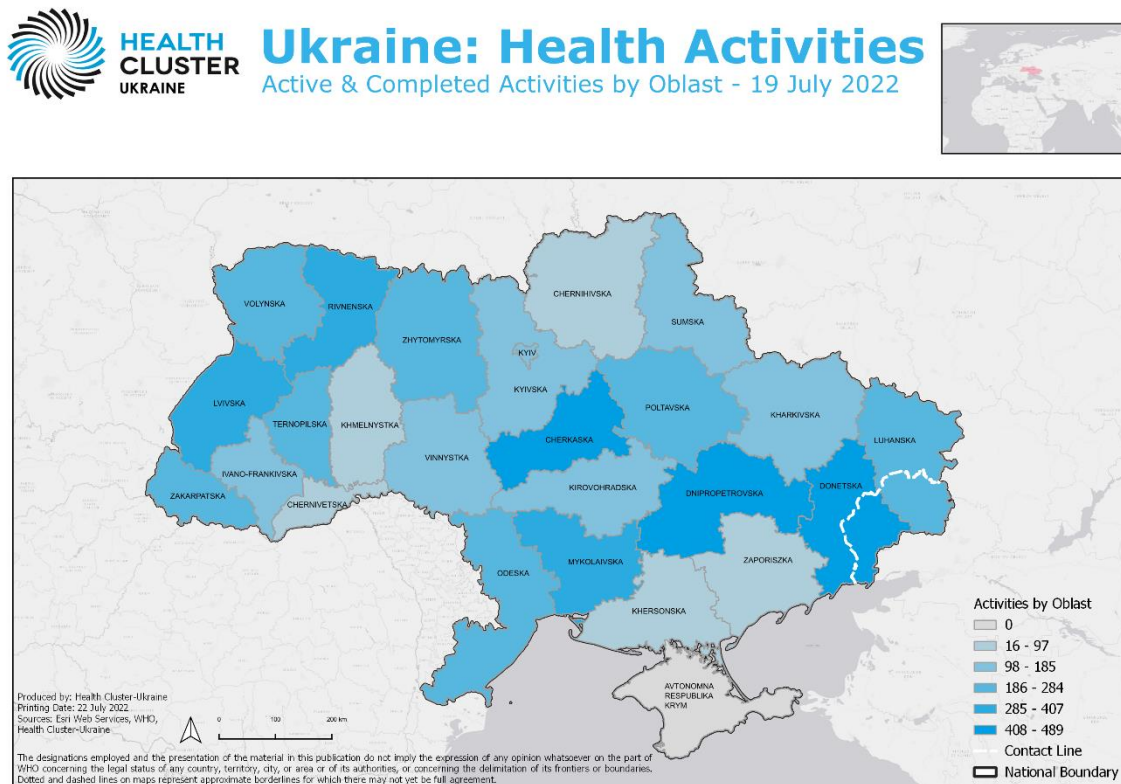 HEALTH
CLUSTER
UKRAINE
Ukraine: Health Activities
Active & Completed Activities by Oblast - 19 July 2022
CHERNIHIVSKA
VOLYNSKA
RIVNENSKA
SUMSKA
ZHYTOMYRSKA
KYIV
KYIVSKA
LVIVSKA
POLTAVSKA
KHARKIVSKA
TERNOPILSKA
KHMELNYSTKA
CHERKASKA
LUHANSKA
VINNYSTKA
IVANO-FRANKIVSKA
ZAKARPATSKA
KIROVOHRADSKA
DNIPROPETROVSKA
DONETSKA
CHERNIVETSKA
ODESKA
MYKOLAIVSKA
ZAPORISZKA
KHERSONSKA
AVTONOMNA
RESPUBLIKA
KRYM
Activities by Oblast
0
16 - 97
98 - 185
186 - 284
285 - 407
408 - 489
Contact Line
National Boundary
Produced by: Health Cluster-Ukraine
Printing Date: 22 July 2022
Sources: Esri Web Services, WHO,
Health Cluster-Ukraine
0 100 200 km
The designations employed and the presentation of the material in this publication do not imply the expression of any opinion whatsoever on the part of
WHO concerning the legal status of any country, territory, city, or area or of its authorities, or concerning the delimitation of its frontiers or boundaries.
Dotted and dashed lines on maps represent approximate borderlines for which there may not yet be full agreement.